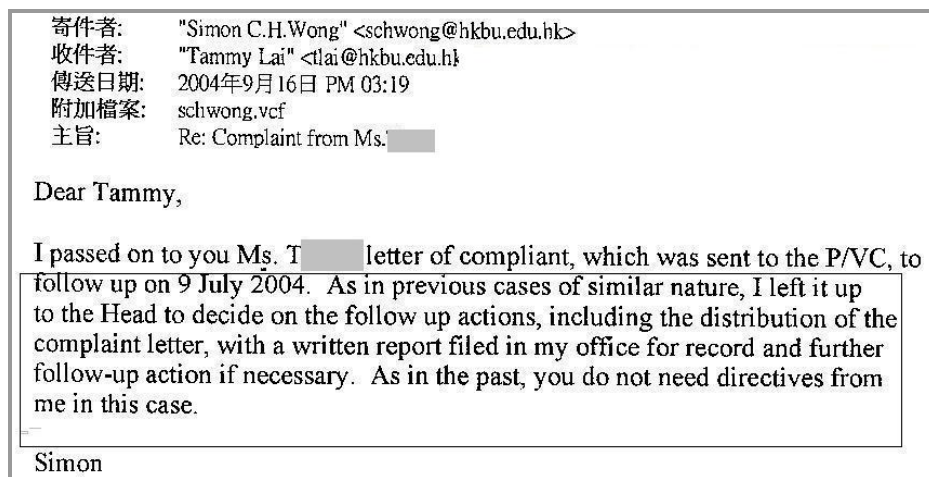 寄件者: "Simon C.H.Wong" <schwong@hkbu.edu.hk>
收件者: "Tammy Lai" <tlai@hkbu.edu.hk
傳送日期: 2004年9月16日 PM 03:19
附加檔案: schwong.vcf
主旨: Re: Complaint from Ms.
Dear Tammy,
I passed on to you Ms. T letter of compliant, which was sent to the P/VC, to
follow up on 9 July 2004. As in previous cases of similar nature, I left it up
to the Head to decide on the follow up actions, including the distribution of the
complaint letter, with a written report filed in my office for record and further
follow-up action if necessary. As in the past, you do not need directives from
me in this case.
Simon